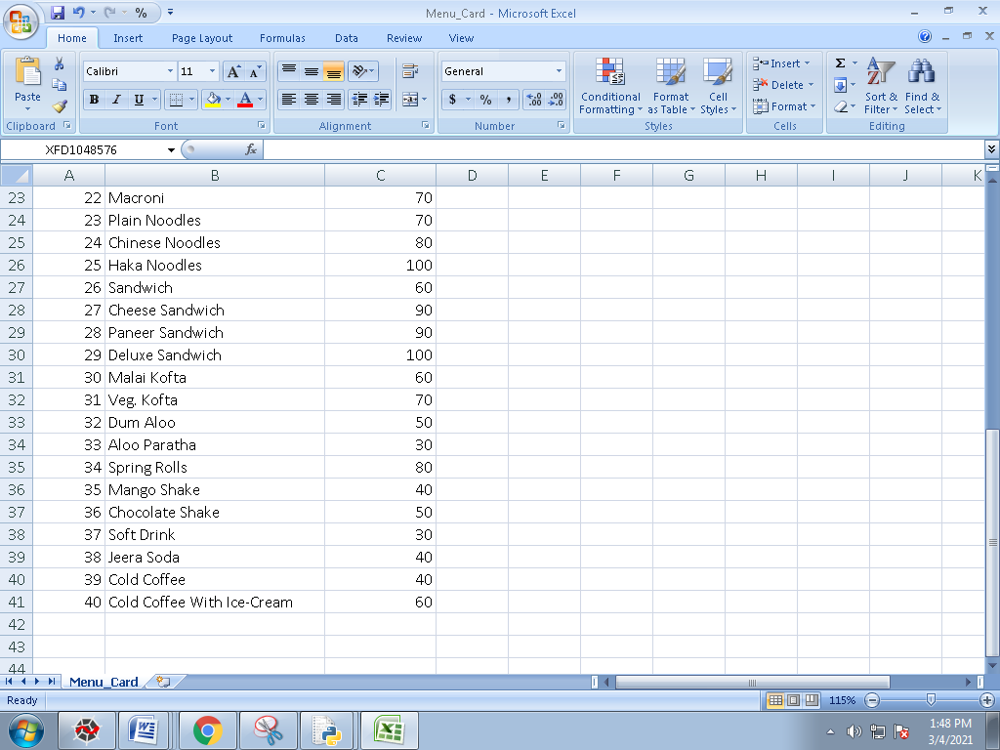 %
Menu_Card - Microsoft Excel
Home Insert Page Layout Formulas Data Review View
Paste
Calibri 11
B I U A A A
General
$ % ,
Conditional Formatting
Format as Table
Cell Styles
Insert
Delete
Format
Σ
Sort & Filter
Find & Select
Clipboard Font Alignment Number Styles Cells Editing
XFD1048576 fx
A B C D E F G H I J K
23 22 Macroni 70
24 23 Plain Noodles 70
25 24 Chinese Noodles 80
26 25 Haka Noodles 100
27 26 Sandwich 60
28 27 Cheese Sandwich 90
29 28 Paneer Sandwich 90
30 29 Deluxe Sandwich 100
31 30 Malai Kofta 60
32 31 Veg. Kofta 70
33 32 Dum Aloo 50
34 33 Aloo Paratha 30
35 34 Spring Rolls 80
36 35 Mango Shake 40
37 36 Chocolate Shake 50
38 37 Soft Drink 30
39 38 Jeera Soda 40
40 39 Cold Coffee 40
41 40 Cold Coffee With Ice-Cream 60
42
43
44
Menu_Card
Ready 115%
1:48 PM
3/4/2021